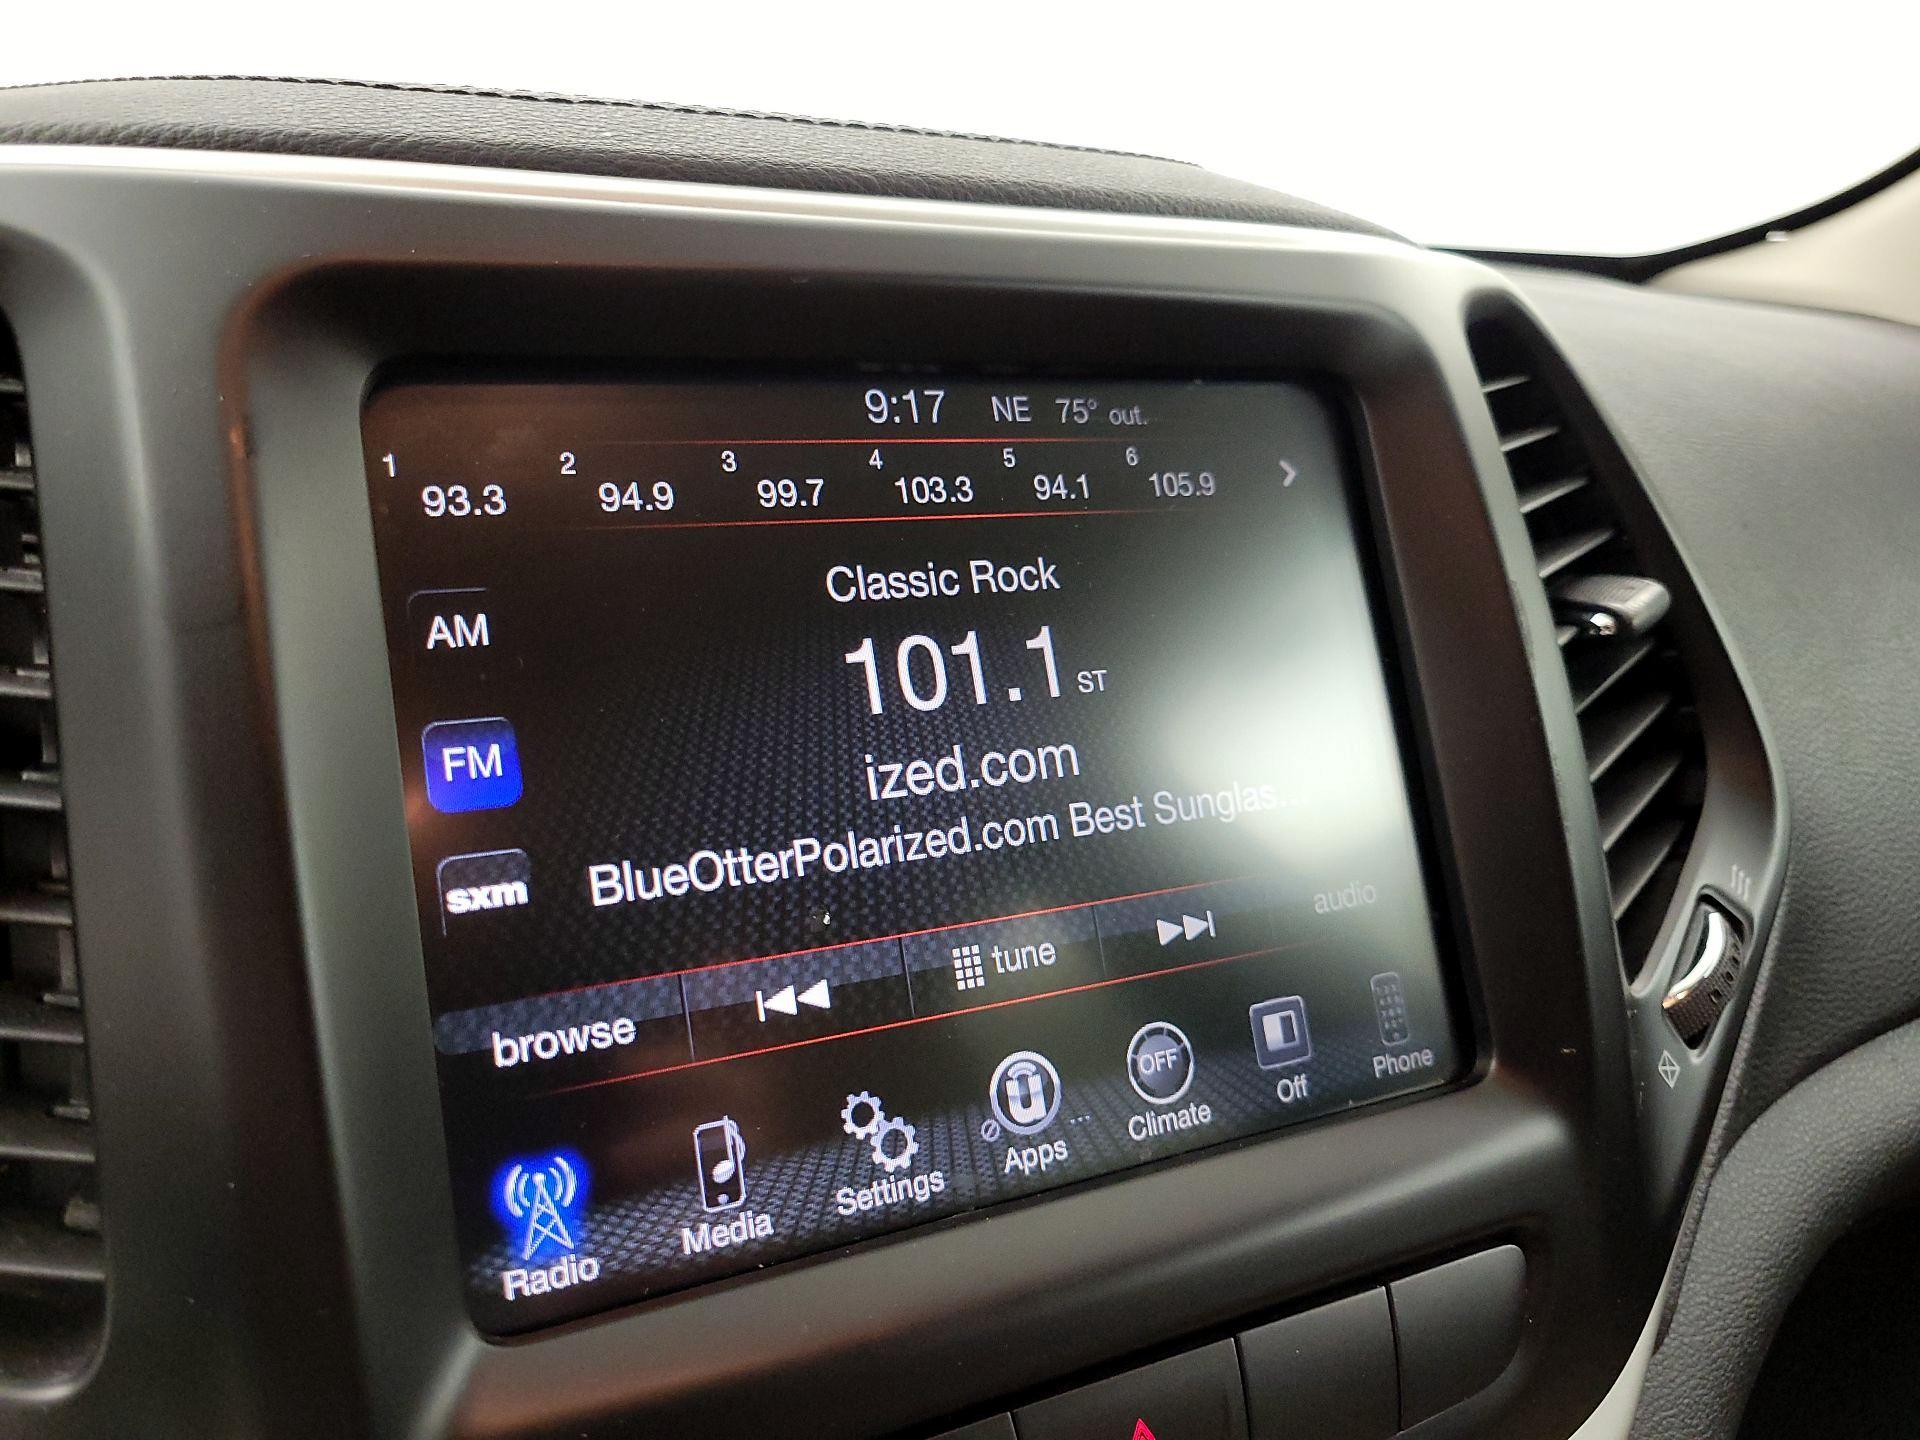 9:17 NE 75° out.
1 2 3 4 5 6
93.3 94.9 99.7 103.3 94.1 105.9
Classic Rock
AM
101.1 ST
FM
ized.com
BlueOtterPolarized.com Best Sunglas...
sxm
browse tune audio
Radio Media Settings Apps ... OFF Climate Off Phone